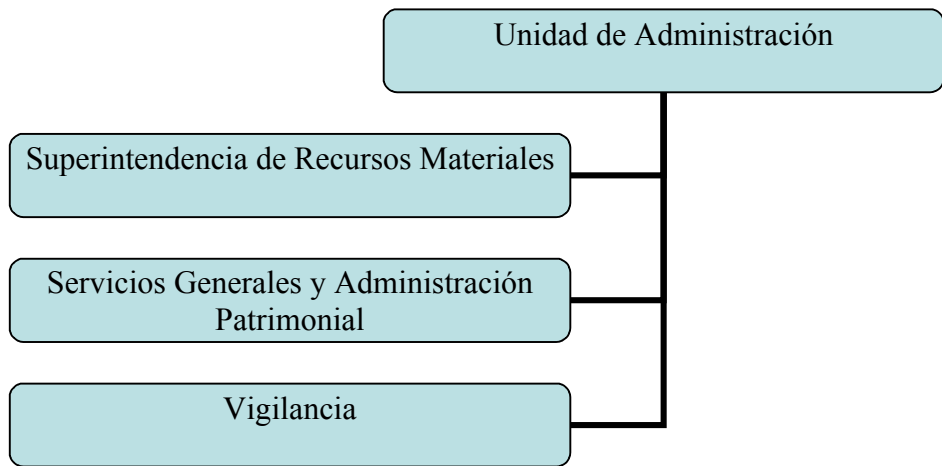 Unidad de Administración
Superintendencia de Recursos Materiales
Servicios Generales y Administración
Patrimonial
Vigilancia